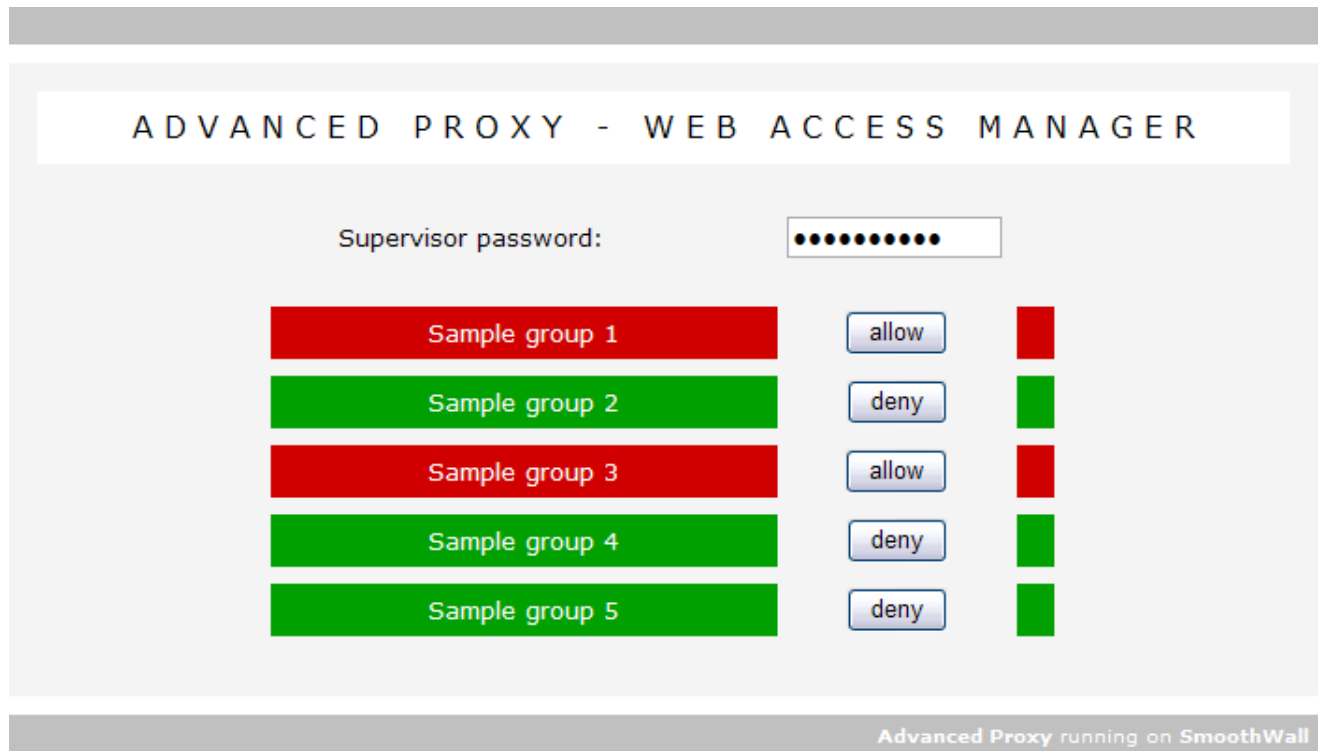 ADVANCED PROXY - WEB ACCESS MANAGER
Supervisor password: ••••••••••
Sample group 1 allow
Sample group 2 deny
Sample group 3 allow
Sample group 4 deny
Sample group 5 deny
Advanced Proxy running on SmoothWall